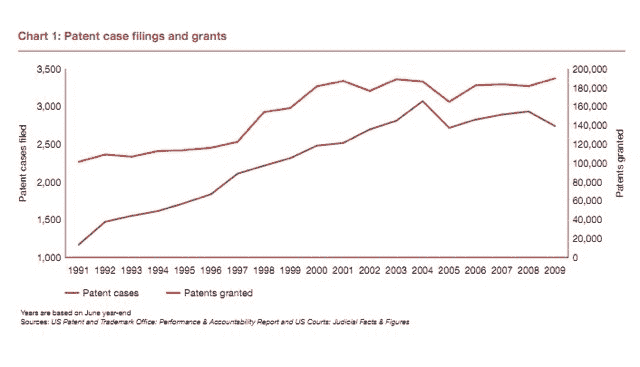 Chart 1: Patent case filings and grants
3,500
3,000
2,500
2,000
1,500
1,000
Patent cases filed
200,000
180,000
160,000
140,000
120,000
100,000
80,000
60,000
40,000
20,000
0
Patents granted
1991 1992 1993 1994 1995 1996 1997 1998 1999 2000 2001 2002 2003 2004 2005 2006 2007 2008 2009
Patent cases Patents granted
Years are based on June year-end
Sources: US Patent and Trademark Office: Performance & Accountability Report and US Courts: Judicial Facts & Figures